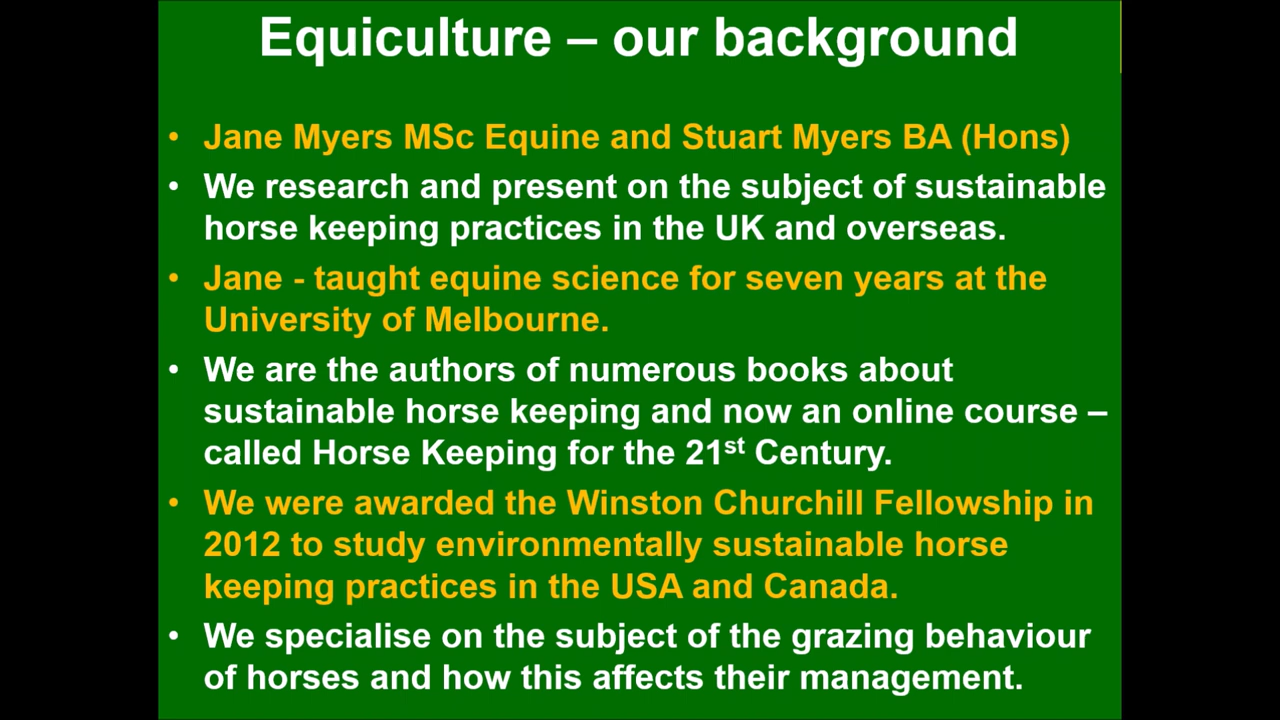 Equiculture – our background
• Jane Myers MSc Equine and Stuart Myers BA (Hons)
• We research and present on the subject of sustainable
horse keeping practices in the UK and overseas.
• Jane - taught equine science for seven years at the
University of Melbourne.
• We are the authors of numerous books about
sustainable horse keeping and now an online course –
called Horse Keeping for the 21st Century.
• We were awarded the Winston Churchill Fellowship in
2012 to study environmentally sustainable horse
keeping practices in the USA and Canada.
• We specialise on the subject of the grazing behaviour
of horses and how this affects their management.